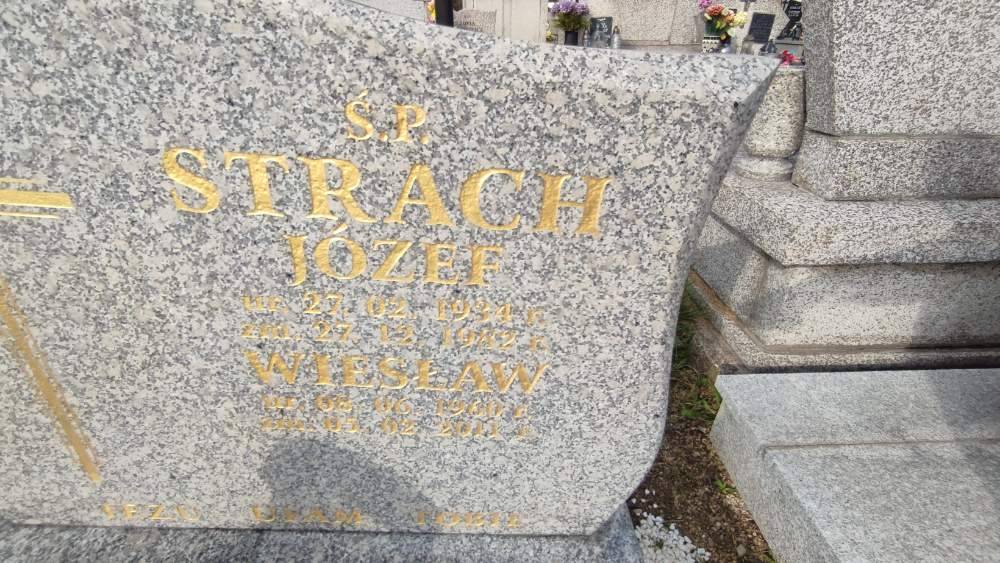 Ś.P.
STRACH
JÓZEF
ur. 27. 02. 1934 r.
zm. 27. 12. 1982 r.
WIESŁAW
ur. 08. 06. 1960 r.
zm. 05. 02 2011 r.
JEZU UFAM TOBIE